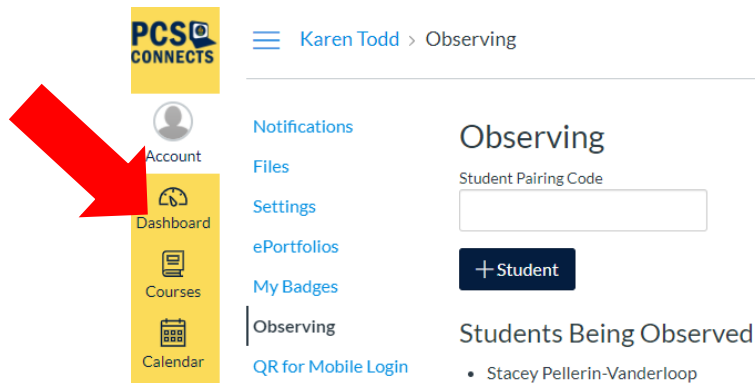 PCS
CONNECTS
Karen Todd > Observing
Account
Dashboard
Courses
Calendar
Notifications
Files
Settings
ePortfolios
My Badges
Observing
QR for Mobile Login
Observing
Student Pairing Code
+ Student
Students Being Observed
• Stacey Pellerin-Vanderloop